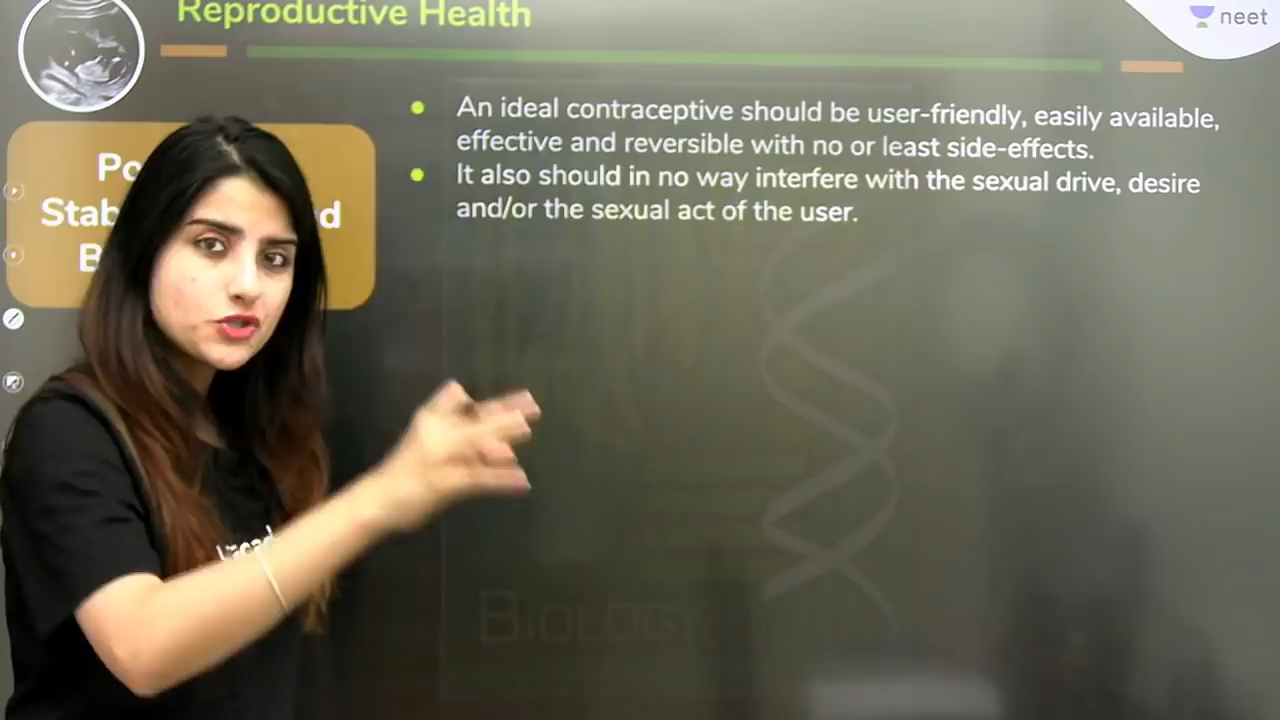 Reproductive Health
neet
An ideal contraceptive should be user-friendly, easily available,
effective and reversible with no or least side-effects.
It also should in no way interfere with the sexual drive, desire
and/or the sexual act of the user.
BIOLOGY